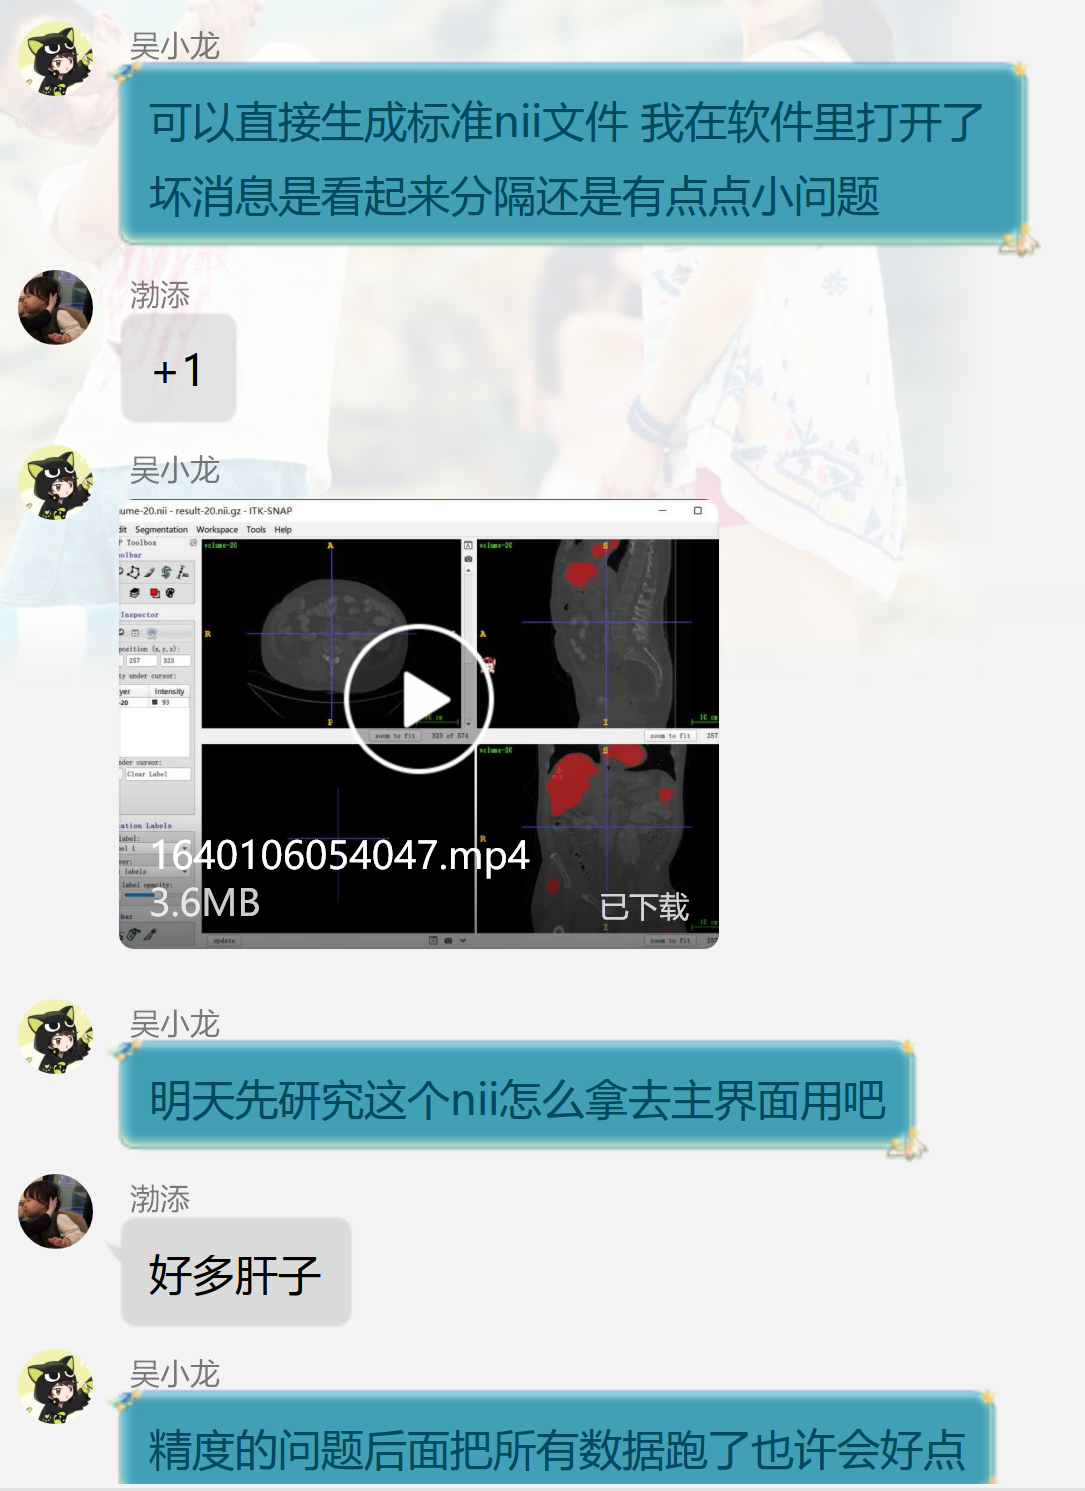 吴小龙
可以直接生成标准nii文件 我在软件里打开了
坏消息是看起来分隔还是有点点小问题
渤添
+1
吴小龙
ume-20.nii - result-20.nii.gz - ITK-SNAP
dit Segmentation Workspace Tools Help
P Toolbox
oolbar
Inspector
position (x,y,z):
257 323
ty under cursor:
yer Intensity
-20 93
nder cursor:
Clear Label
ation Labels
label:
el 1
ver:
labels
label opacity:
bar
update
volume-20
A
R
P
10 cm
zoom to fit 323 of 574
volume-20
S
A
I
10 cm
zoom to fit 257
volume-20
S
R
I
10 cm
zoom to fit 257
1640106054047.mp4
3.6MB
已下载
吴小龙
明天先研究这个nii怎么拿去主界面用吧
渤添
好多肝子
吴小龙
精度的问题后面把所有数据跑了也许会好点